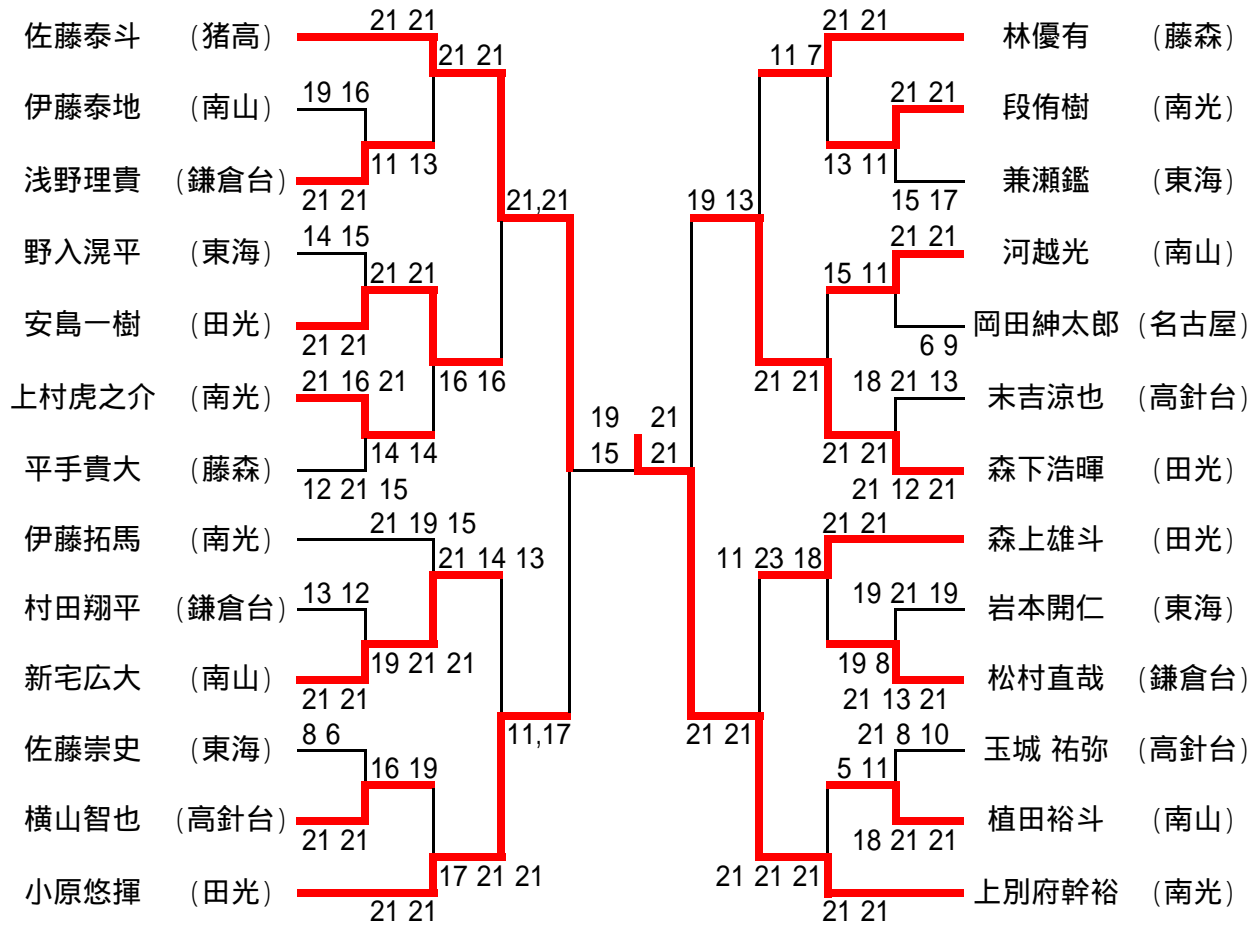 21 21
佐藤泰斗 (猪高)
21 21
19 16
伊藤泰地 (南山)
11 13
浅野理貴 (鎌倉台)
21 21
21,21
14 15
野入滉平 (東海)
21 21
安島一樹 (田光)
21 21
16 16
21 16 21
上村虎之介 (南光)
14 14
平手貴大 (藤森)
12 21 15
21 19 15
伊藤拓馬 (南光)
21 14 13
13 12
村田翔平 (鎌倉台)
19 21 21
新宅広大 (南山)
21 21
11,17
8 6
佐藤崇史 (東海)
16 19
横山智也 (高針台)
21 21
17 21 21
小原悠揮 (田光)
21 21
19 21
15 21
21 21
林優有 (藤森)
11 7
21 21
段侑樹 (南光)
13 11
兼瀬鑑 (東海)
15 17
19 13
21 21
河越光 (南山)
15 11
岡田紳太郎 (名古屋)
6 9
21 21
18 21 13
末吉涼也 (高針台)
21 21
森下浩暉 (田光)
21 12 21
21 21
森上雄斗 (田光)
11 23 18
19 21 19
岩本開仁 (東海)
19 8
松村直哉 (鎌倉台)
21 13 21
21 21
21 8 10
玉城 祐弥 (高針台)
5 11
植田裕斗 (南山)
18 21 21
21 21 21
上別府幹裕 (南光)
21 21